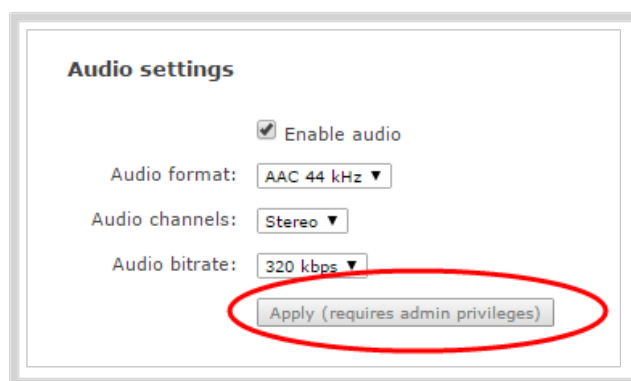 Audio settings
Enable audio
Audio format: AAC 44 kHz
Audio channels: Stereo
Audio bitrate: 320 kbps
Apply (requires admin privileges)